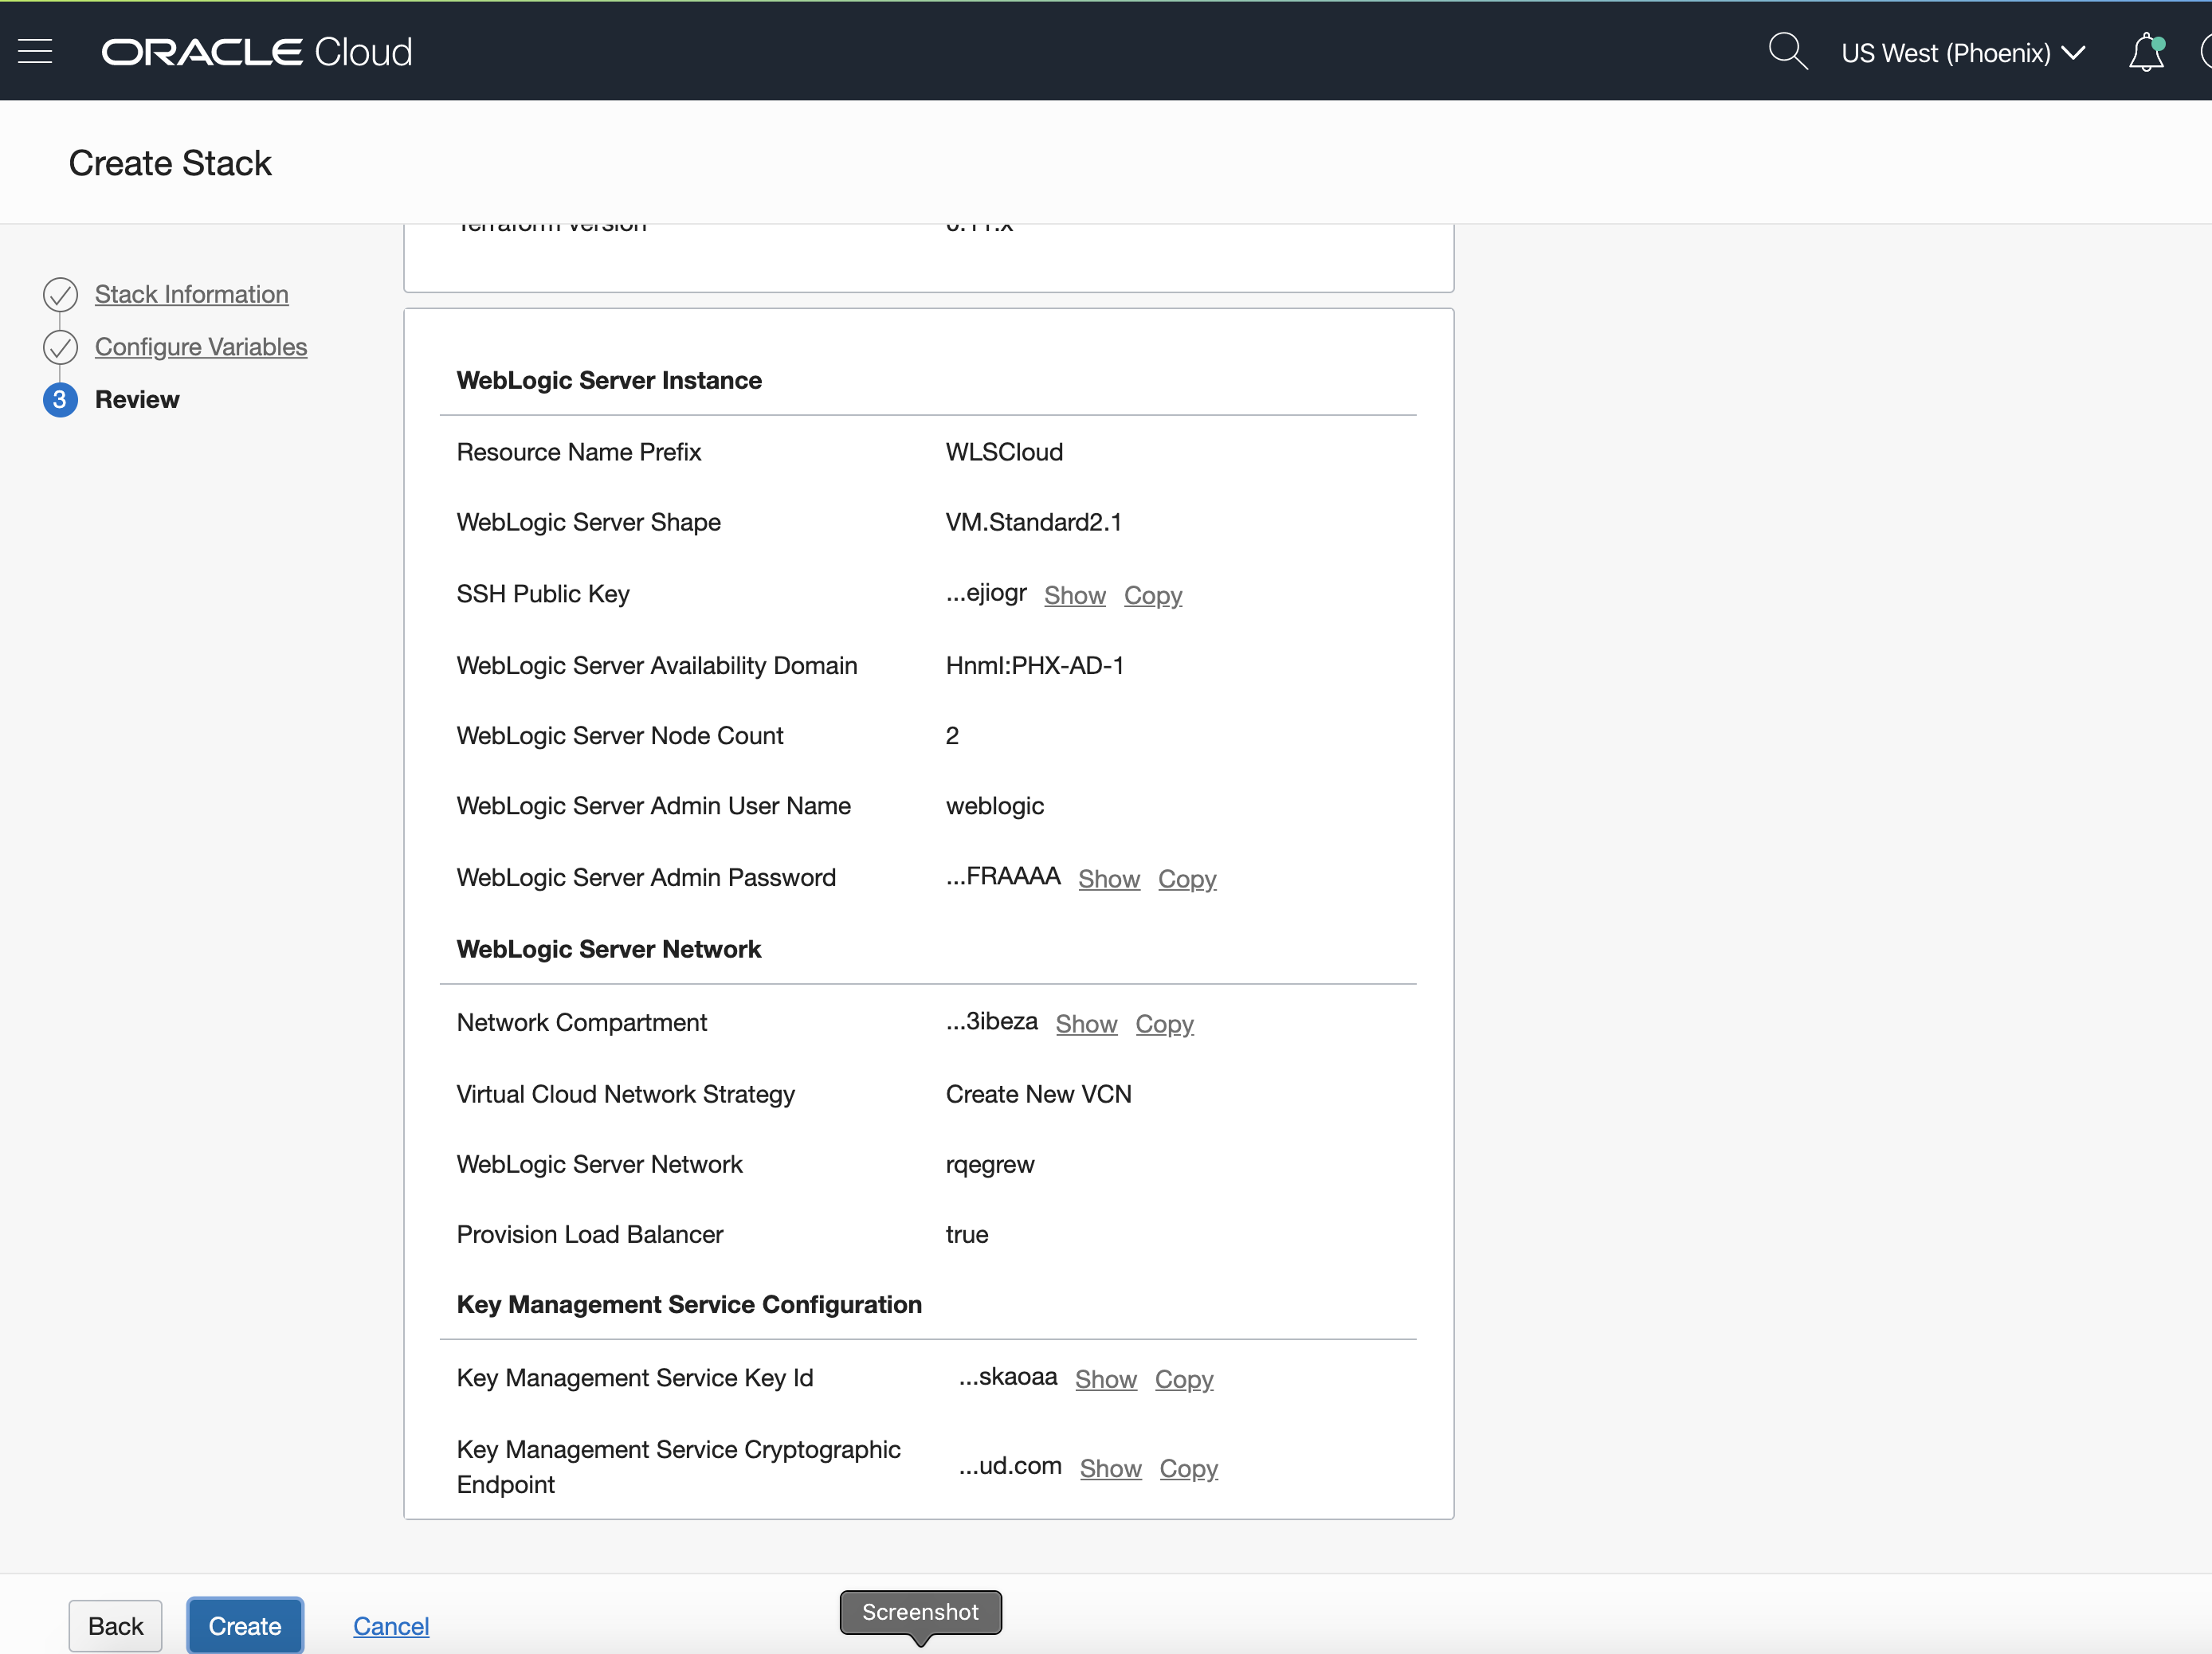 ORACLE Cloud
US West (Phoenix)
Create Stack
Terraform version 0.11.x
Stack Information
Configure Variables
3 Review
WebLogic Server Instance
Resource Name Prefix WLSCloud
WebLogic Server Shape VM.Standard2.1
SSH Public Key ...ejiogr Show Copy
WebLogic Server Availability Domain Hnml:PHX-AD-1
WebLogic Server Node Count 2
WebLogic Server Admin User Name weblogic
WebLogic Server Admin Password ...FRAAAA Show Copy
WebLogic Server Network
Network Compartment ...3ibeza Show Copy
Virtual Cloud Network Strategy Create New VCN
WebLogic Server Network rqegrew
Provision Load Balancer true
Key Management Service Configuration
Key Management Service Key Id ...skaoaa Show Copy
Key Management Service Cryptographic
Endpoint ...ud.com Show Copy
Back Create Cancel
Screenshot